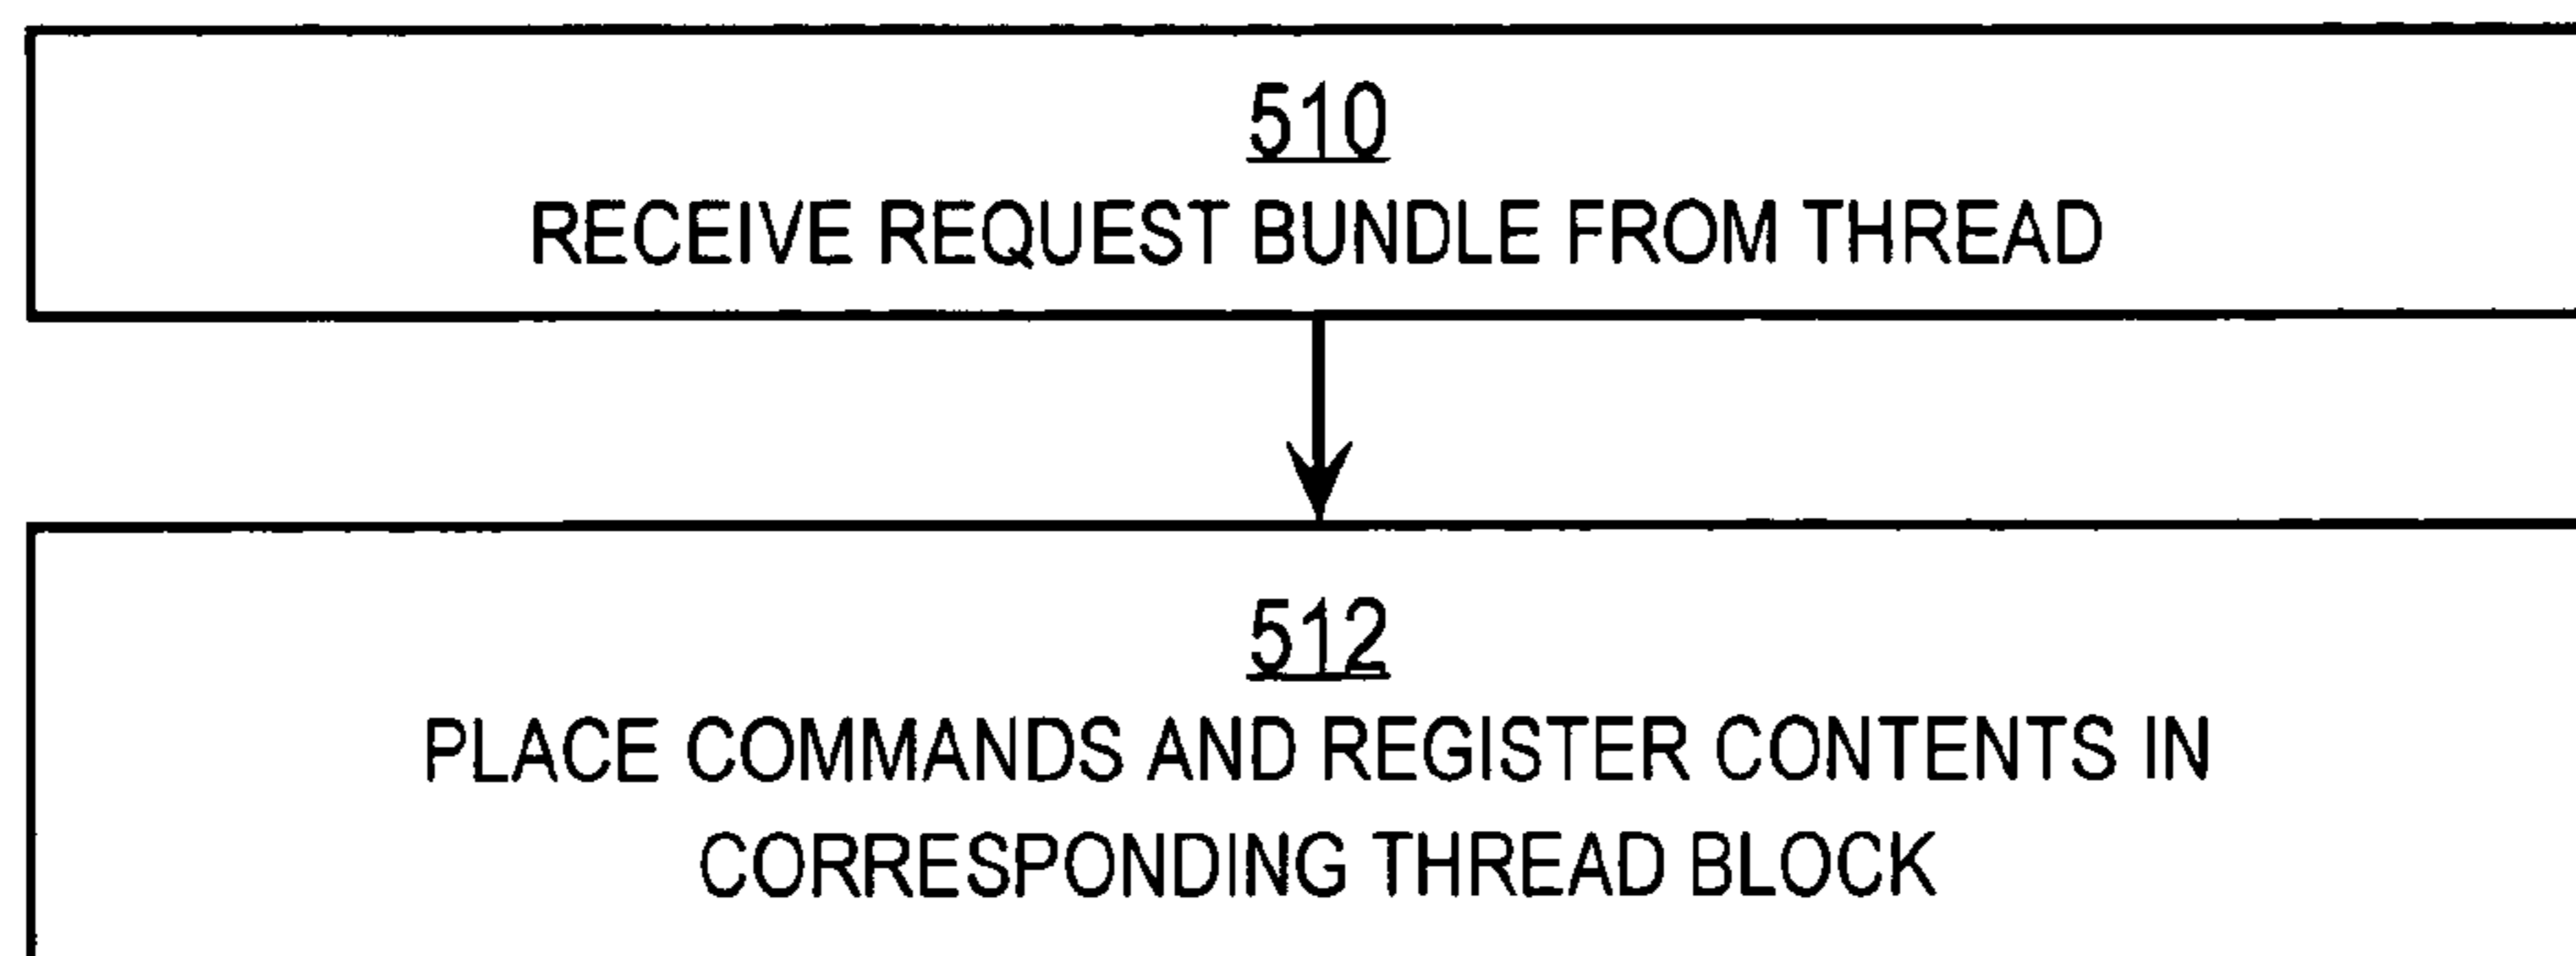 510
RECEIVE REQUEST BUNDLE FROM THREAD
512
PLACE COMMANDS AND REGISTER CONTENTS IN
CORRESPONDING THREAD BLOCK